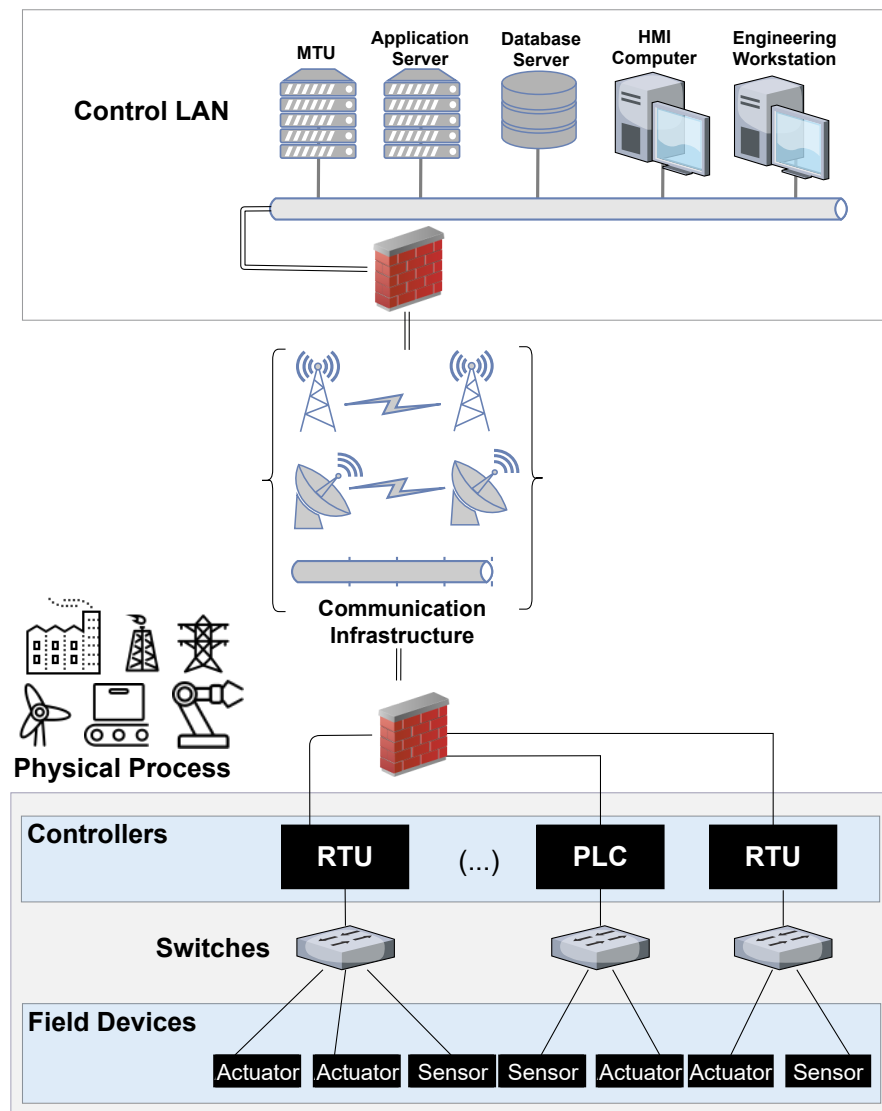 MTU
Application
Server
Database
Server
HMI
Computer
Engineering
Workstation
Control LAN
Communication
Infrastructure
Physical Process
Controllers
RTU
(...)
PLC
RTU
Switches
Field Devices
Actuator
Actuator
Sensor
Sensor
Actuator
Actuator
Sensor